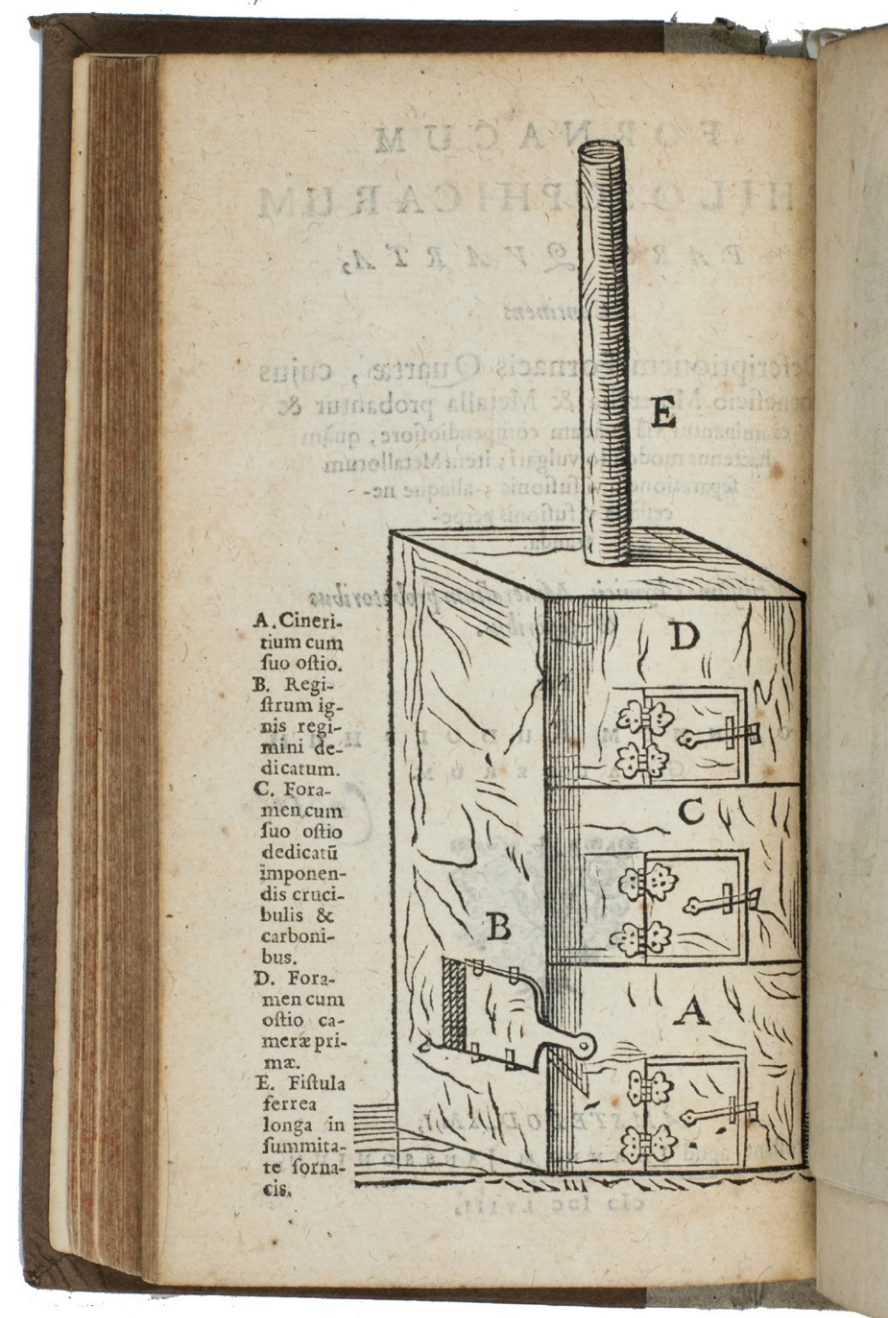 A. Cineri-
tium cum
ſuo oſtio.
B. Regi-
ſtrum ig-
nis regi-
mini de-
dicatum.
C. Fora-
men cum
ſuo oſtio
dedicatū
imponen-
dis cruci-
bulis &
carboni-
bus.
D. Fora-
men cum
oſtio ca-
meræ pri-
mæ.
E. Fiſtula
ferrea
longa in
ſummita-
te forna-
cis.
E
D
C
B
A